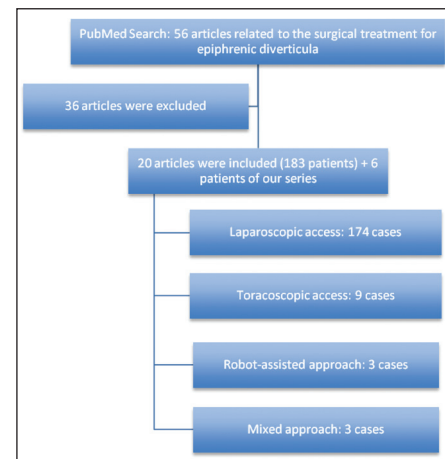 PubMed Search: 56 articles related to the surgical treatment for
epiphrenic diverticula
36 articles were excluded
20 articles were included (183 patients) + 6
patients of our series
Laparoscopic access: 174 cases
Toracoscopic access: 9 cases
Robot-assisted approach: 3 cases
Mixed approach: 3 cases